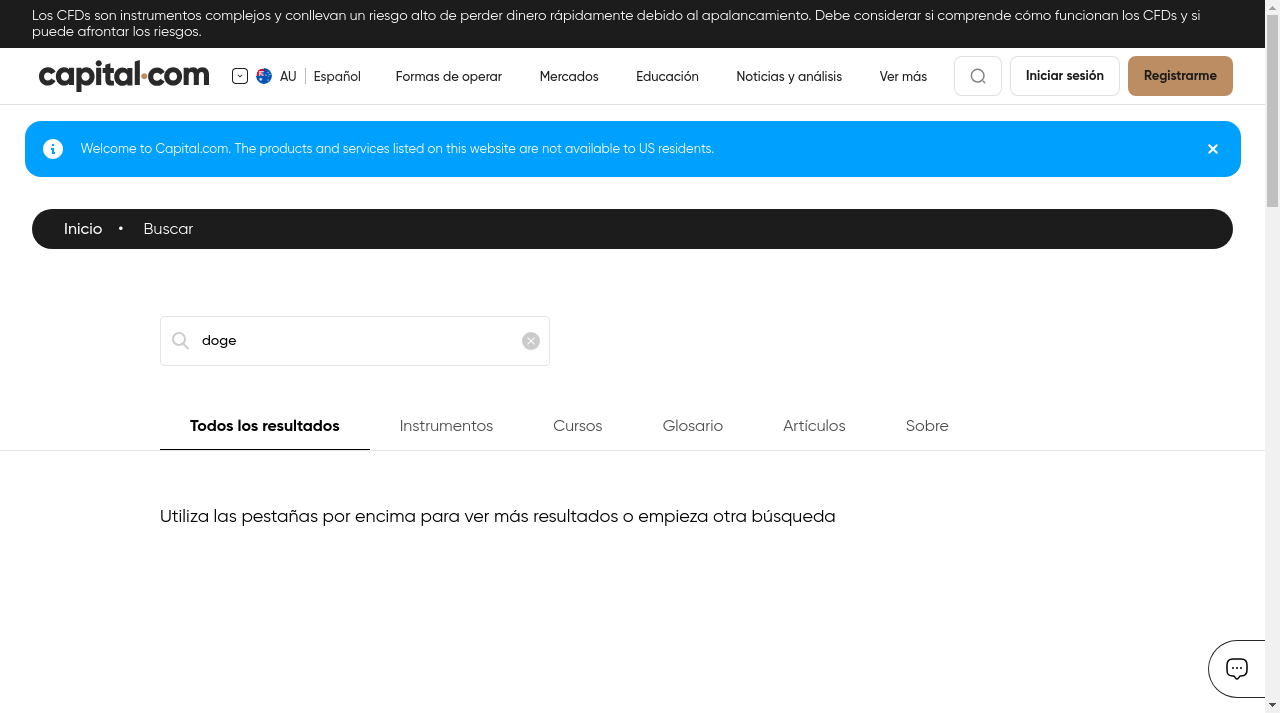 Los CFDs son instrumentos complejos y conllevan un riesgo alto de perder dinero rápidamente debido al apalancamiento. Debe considerar si comprende cómo funcionan los CFDs y si
puede afrontar los riesgos.
capital.com
AU
Español
Formas de operar
Mercados
Educación
Noticias y análisis
Ver más
Iniciar sesión
Registrarme
Welcome to Capital.com. The products and services listed on this website are not available to US residents.
Inicio • Buscar
doge
Todos los resultados
Instrumentos
Cursos
Glosario
Artículos
Sobre
Utiliza las pestañas por encima para ver más resultados o empieza otra búsqueda